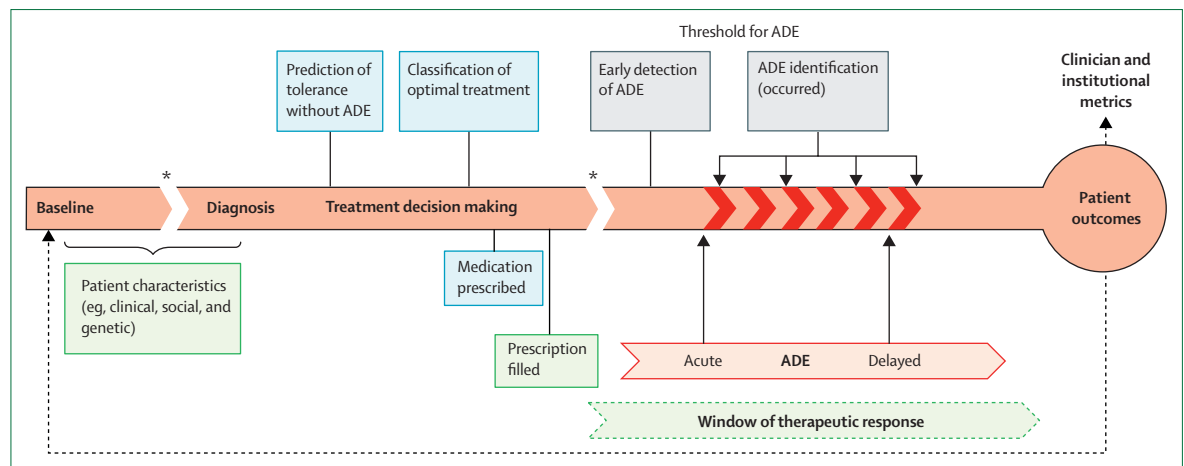 Threshold for ADE
Prediction of
tolerance
without ADE
Classification of
optimal treatment
Early detection
of ADE
ADE identification
(occurred)
Clinician and
institutional
metrics
*
*
Baseline
Diagnosis
Treatment decision making
Patient
outcomes
Patient characteristics
(eg, clinical, social, and
genetic)
Medication
prescribed
Prescription
filled
Acute
ADE
Delayed
Window of therapeutic response